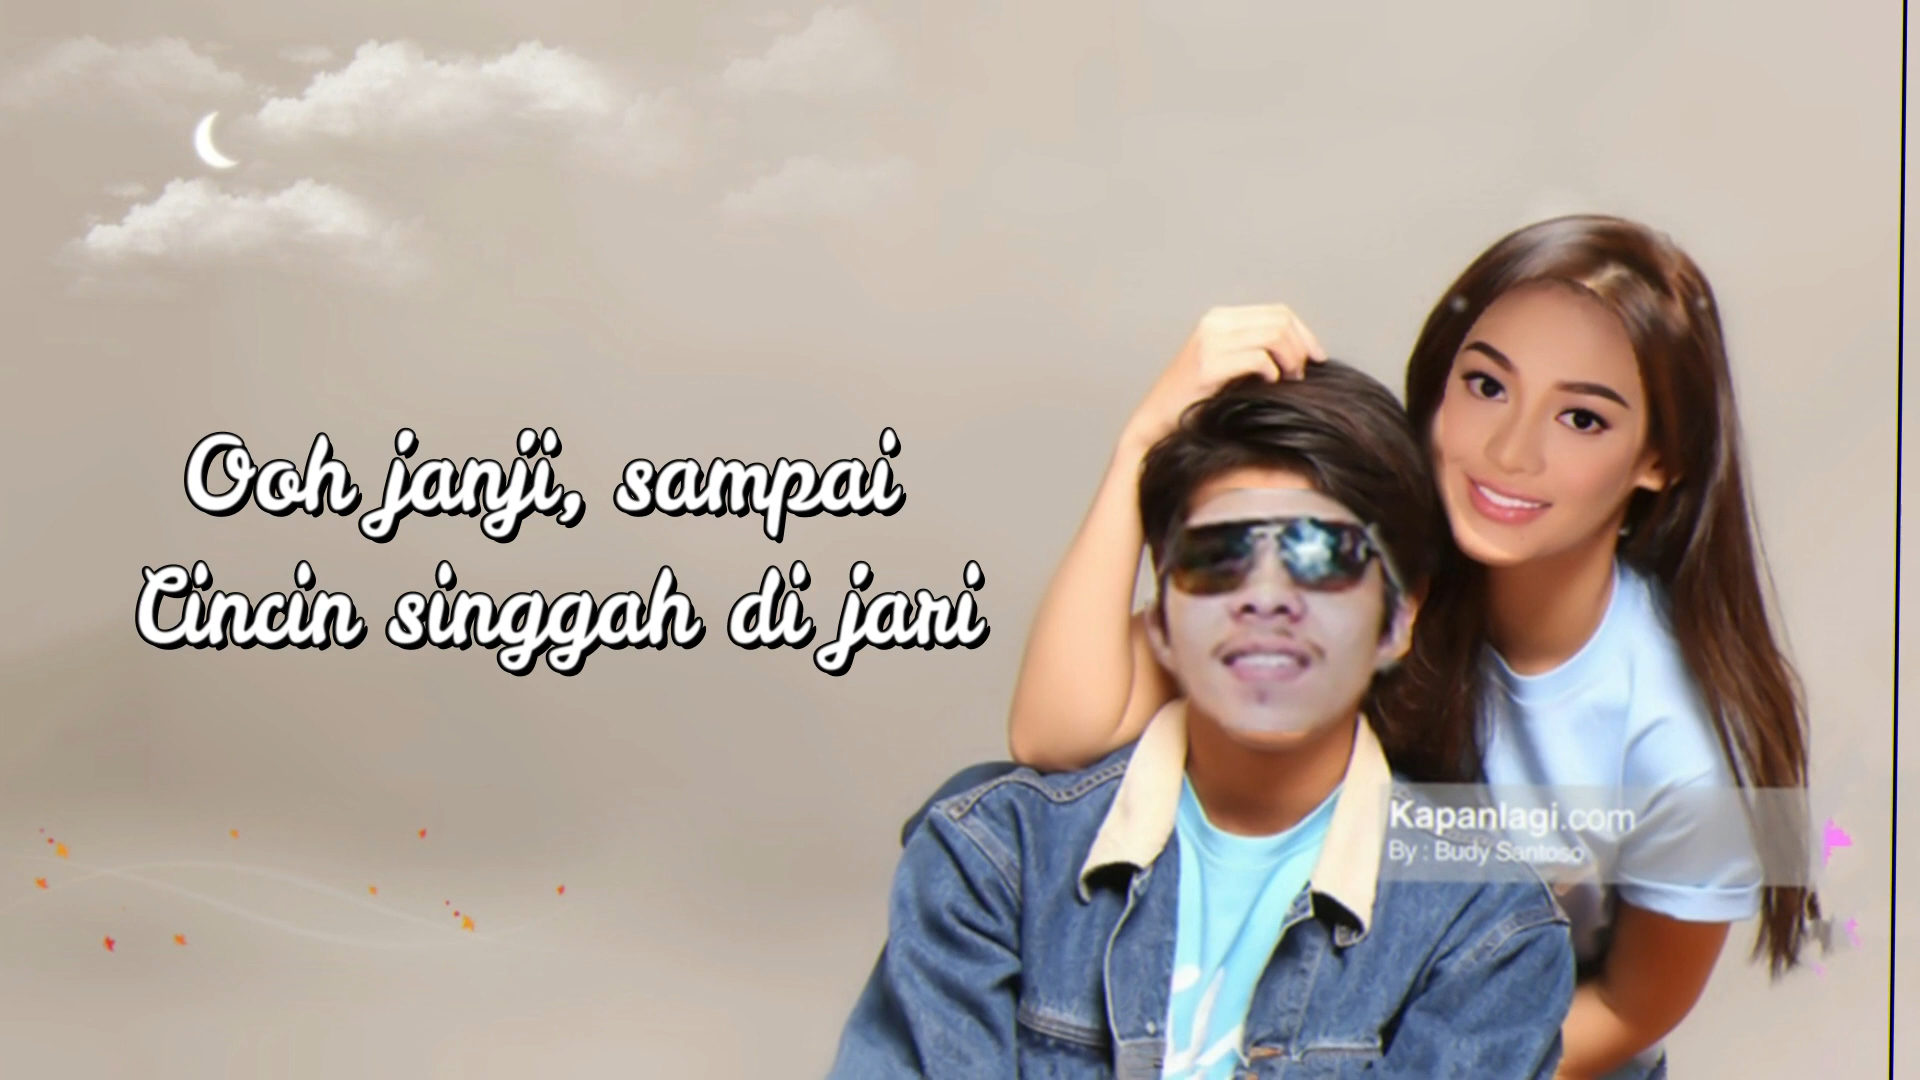 Ooh janji, sampai
Cincin singgah di jari
Kapanlagi.com
By : Budy Santoso